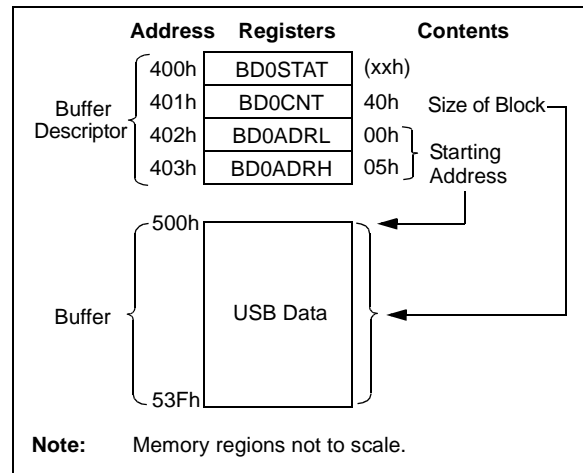 Address Registers Contents
400h BD0STAT (xxh)
401h BD0CNT 40h Size of Block
Buffer Descriptor
402h BD0ADRL 00h
403h BD0ADRH 05h
Starting Address
500h
Buffer
USB Data
53Fh
Note: Memory regions not to scale.